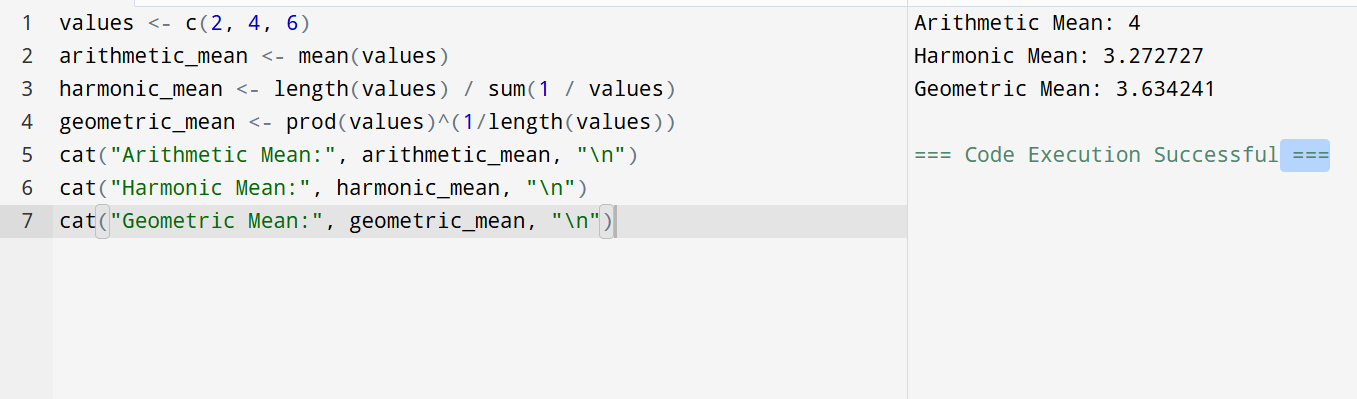 1 values <- c(2, 4, 6)
2 arithmetic_mean <- mean(values)
3 harmonic_mean <- length(values) / sum(1 / values)
4 geometric_mean <- prod(values)^(1/length(values))
5 cat("Arithmetic Mean:", arithmetic_mean, "\n")
6 cat("Harmonic Mean:", harmonic_mean, "\n")
7 cat("Geometric Mean:", geometric_mean, "\n")
Arithmetic Mean: 4
Harmonic Mean: 3.272727
Geometric Mean: 3.634241
=== Code Execution Successful ===